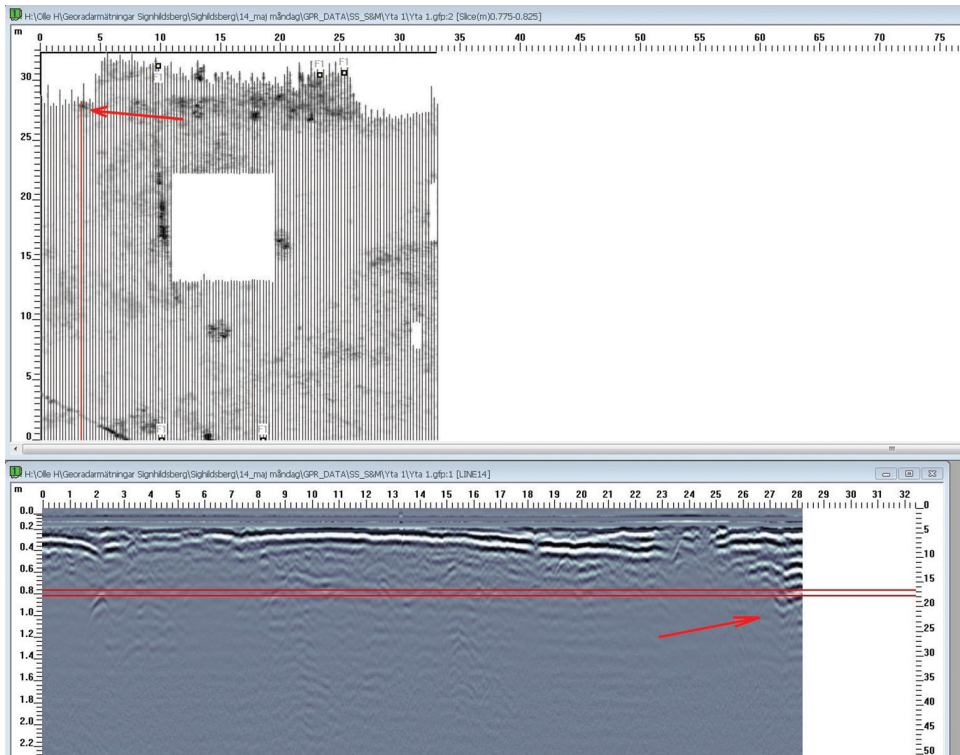 H:\Olle H\Georadarmätningar Signhildsberg\Sighildsberg\14_maj måndag\GPR_DATA\SS_S&M\Yta 1\Yta 1.gfp:2 [Slice(m)0.775-0.825]
m
0 5 10 15 20 25 30 35 40 45 50 55 60 65 70 75
30
25
20
15
10
5
0
F1 F1 F1
F1 F1
H:\Olle H\Georadarmätningar Signhildsberg\Sighildsberg\14_maj måndag\GPR_DATA\SS_S&M\Yta 1\Yta 1.gfp:1 [LINE14]
m
0 1 2 3 4 5 6 7 8 9 10 11 12 13 14 15 16 17 18 19 20 21 22 23 24 25 26 27 28 29 30 31 32
0.0 0
0.2 5
0.4 10
0.6 15
0.8
1.0 20
1.2 25
1.4 30
1.6 35
1.8 40
2.0 45
2.2 50